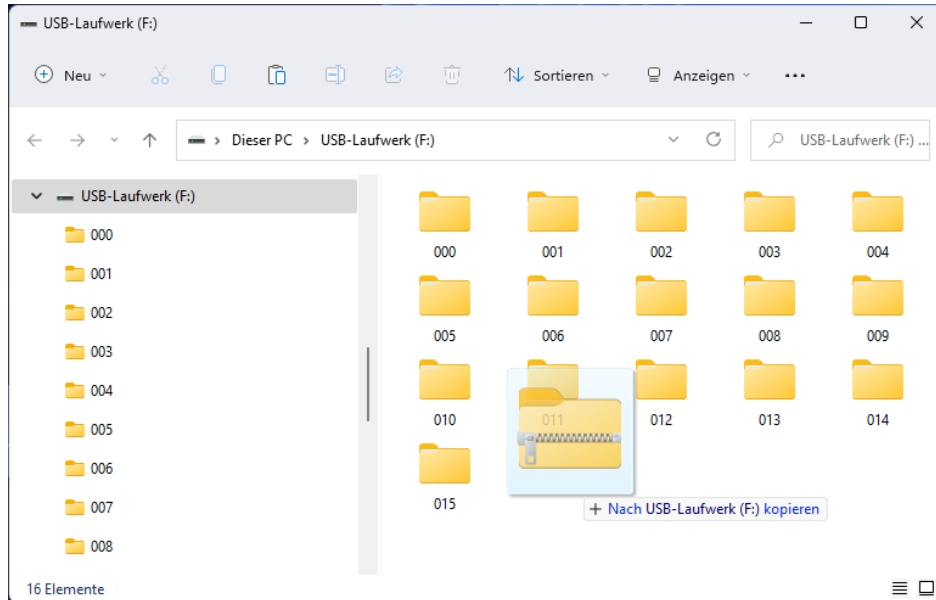 USB-Laufwerk (F:)
Neu
Sortieren
Anzeigen
Dieser PC > USB-Laufwerk (F:)
USB-Laufwerk (F:) ...
USB-Laufwerk (F:)
000
001
002
003
004
005
006
007
008
000 001 002 003 004
005 006 007 008 009
010 011 012 013 014
015
+ Nach USB-Laufwerk (F:) kopieren
16 Elemente